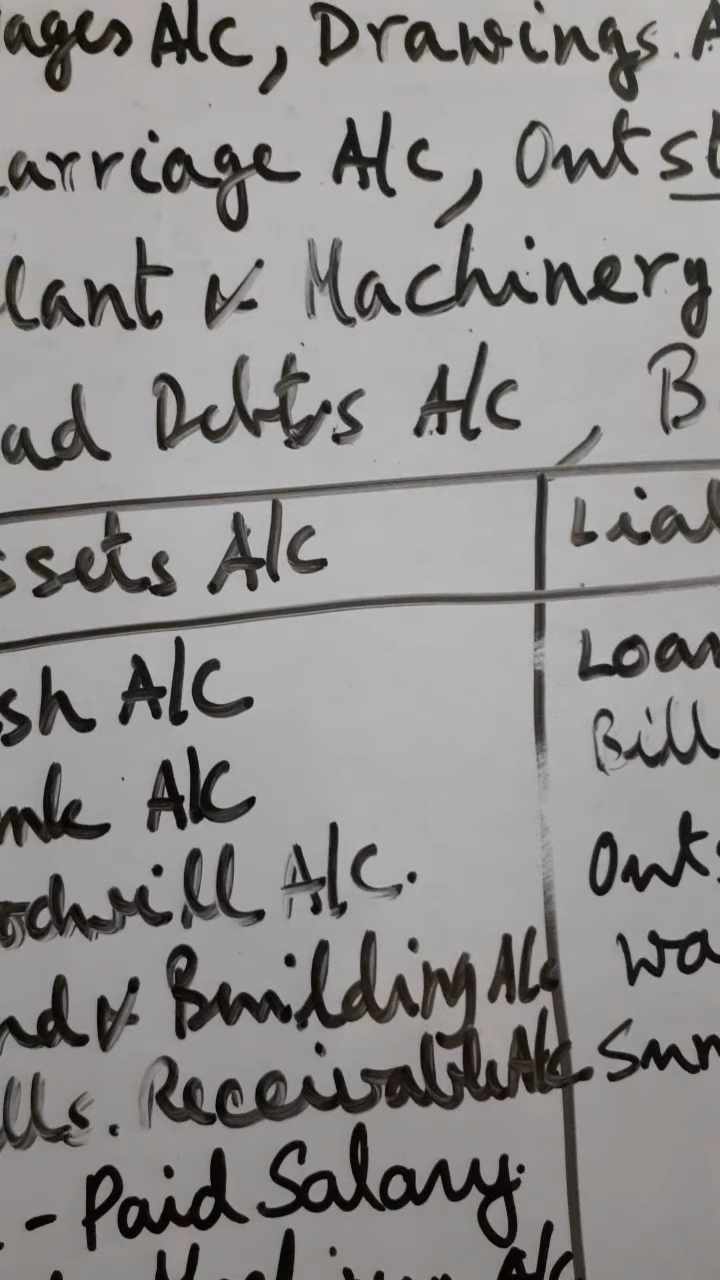 ages A/c, Drawings. A
arriage A/c, Outst
lant & Machinery
ad Debts A/c, B
ssets A/c
Lial
sh A/C
Loan
nk A/C
Bill
odwill A/C.
Outs
nd & Building A/c
Wa
lls. Receivable A/c
Sun
- Paid Salary.
A/c